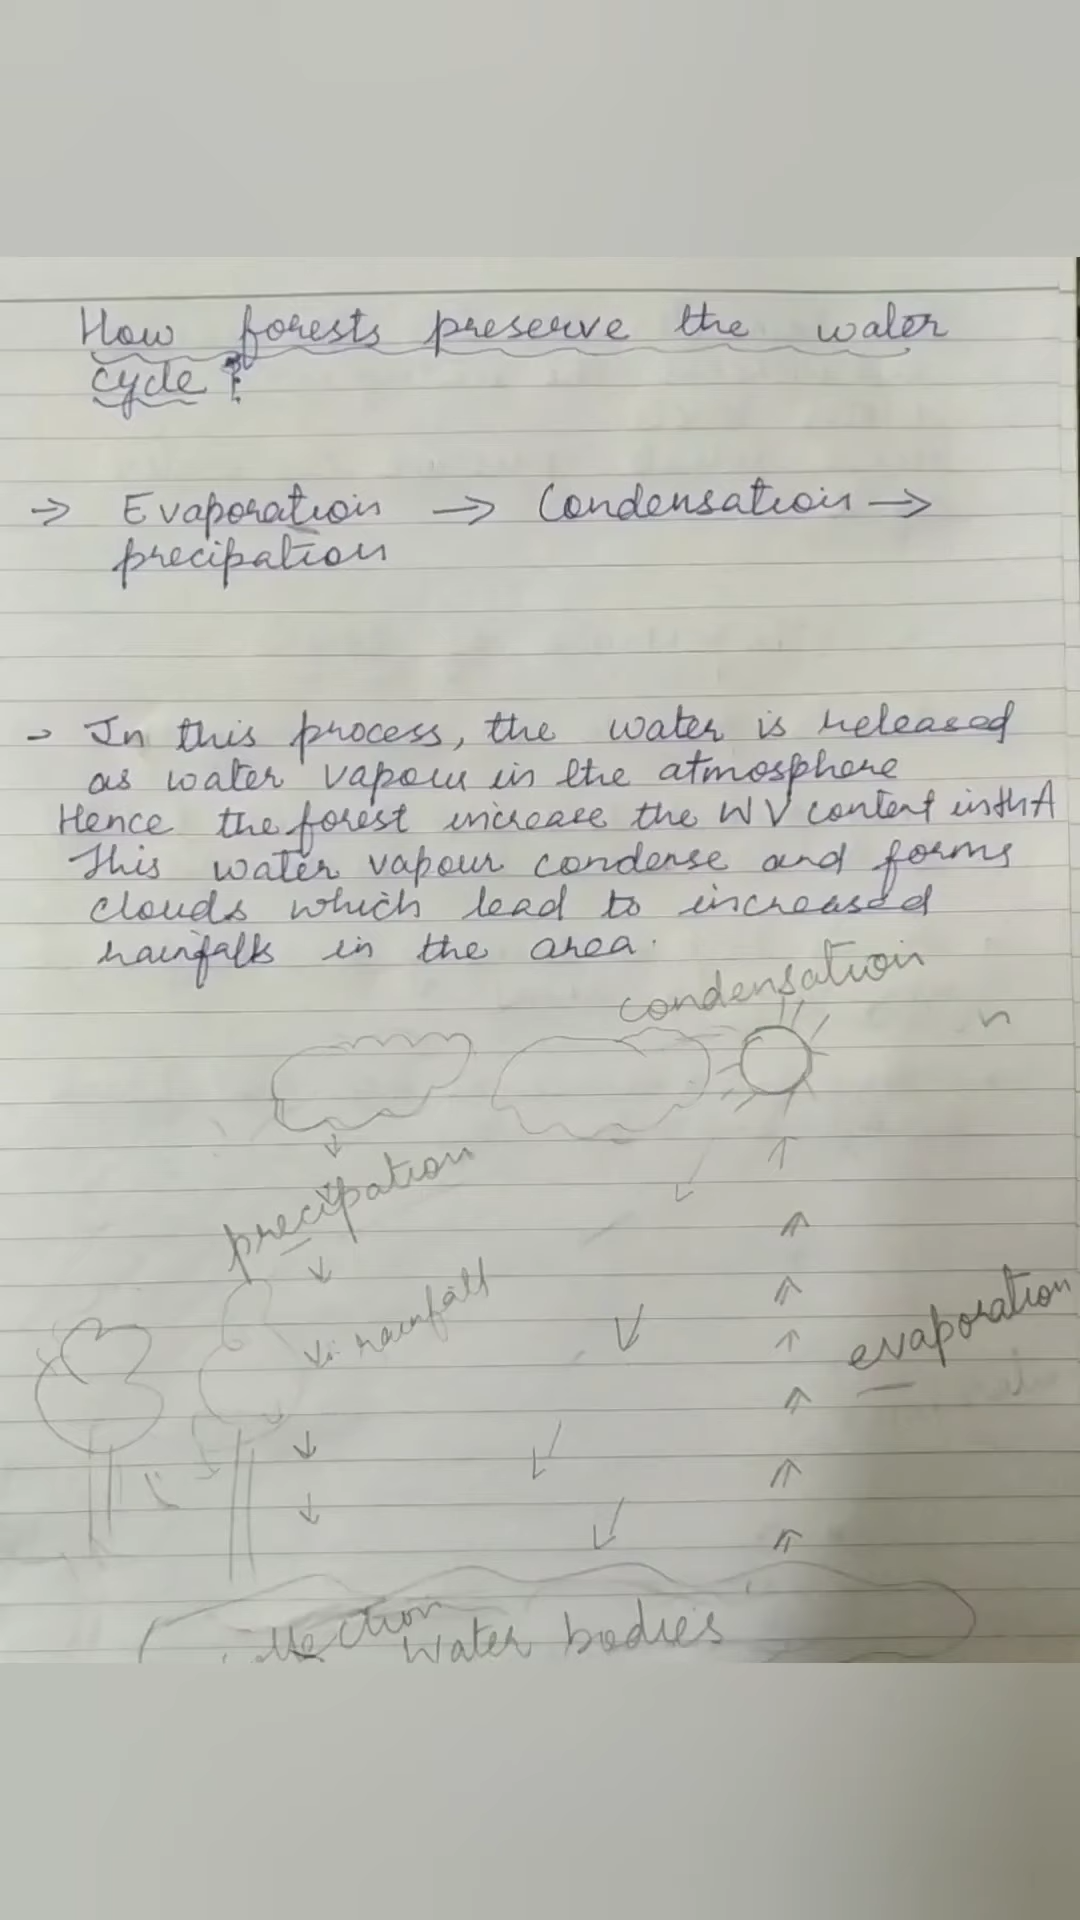 How forests preserve the water
cycle?
→ Evaporation → Condensation →
precipation
→ In this process, the water is released
as water vapour in the atmosphere
Hence the forest increase the WV content in th A
This water vapour condense and forms
clouds which lead to increased
rainfalls in the area.
condensation
precipation
rainfall
evaporation
Water bodies